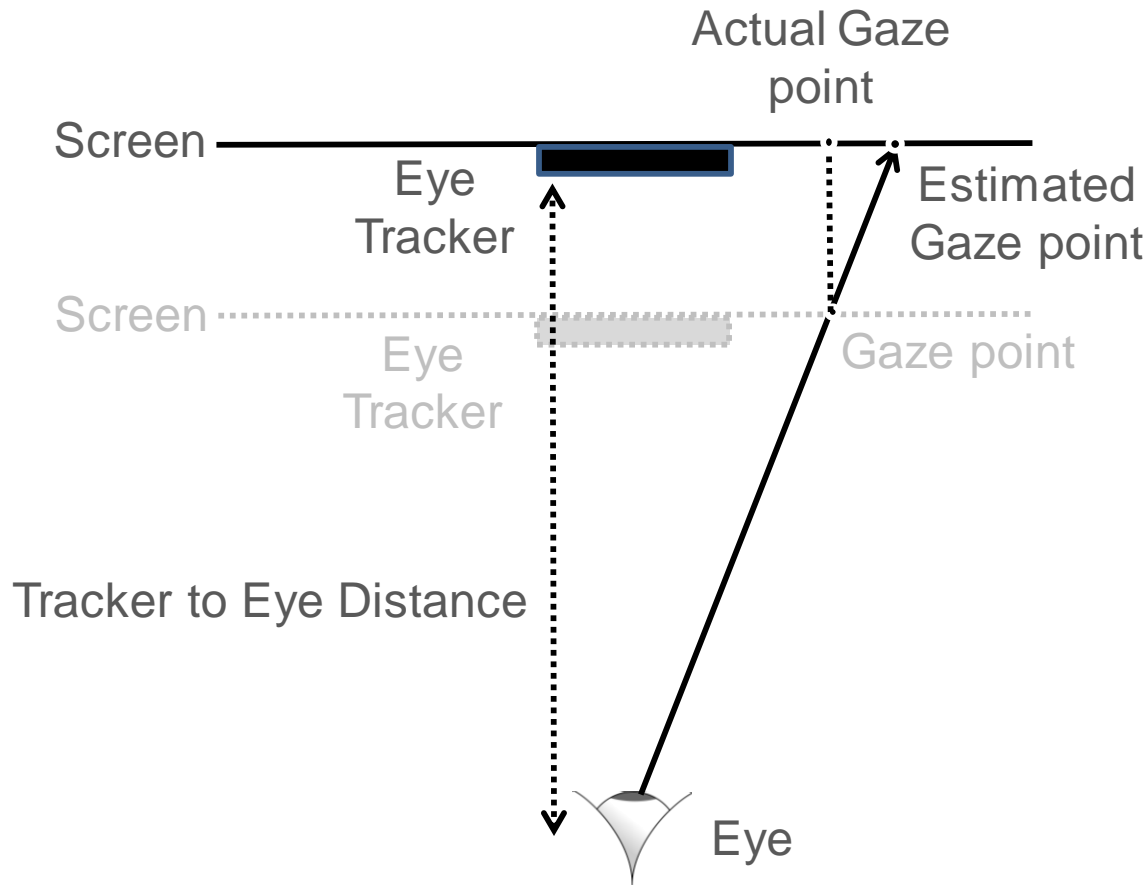 Actual Gaze
point
Screen
Eye
Tracker
Estimated
Gaze point
Screen
Eye
Tracker
Gaze point
Tracker to Eye Distance
Eye